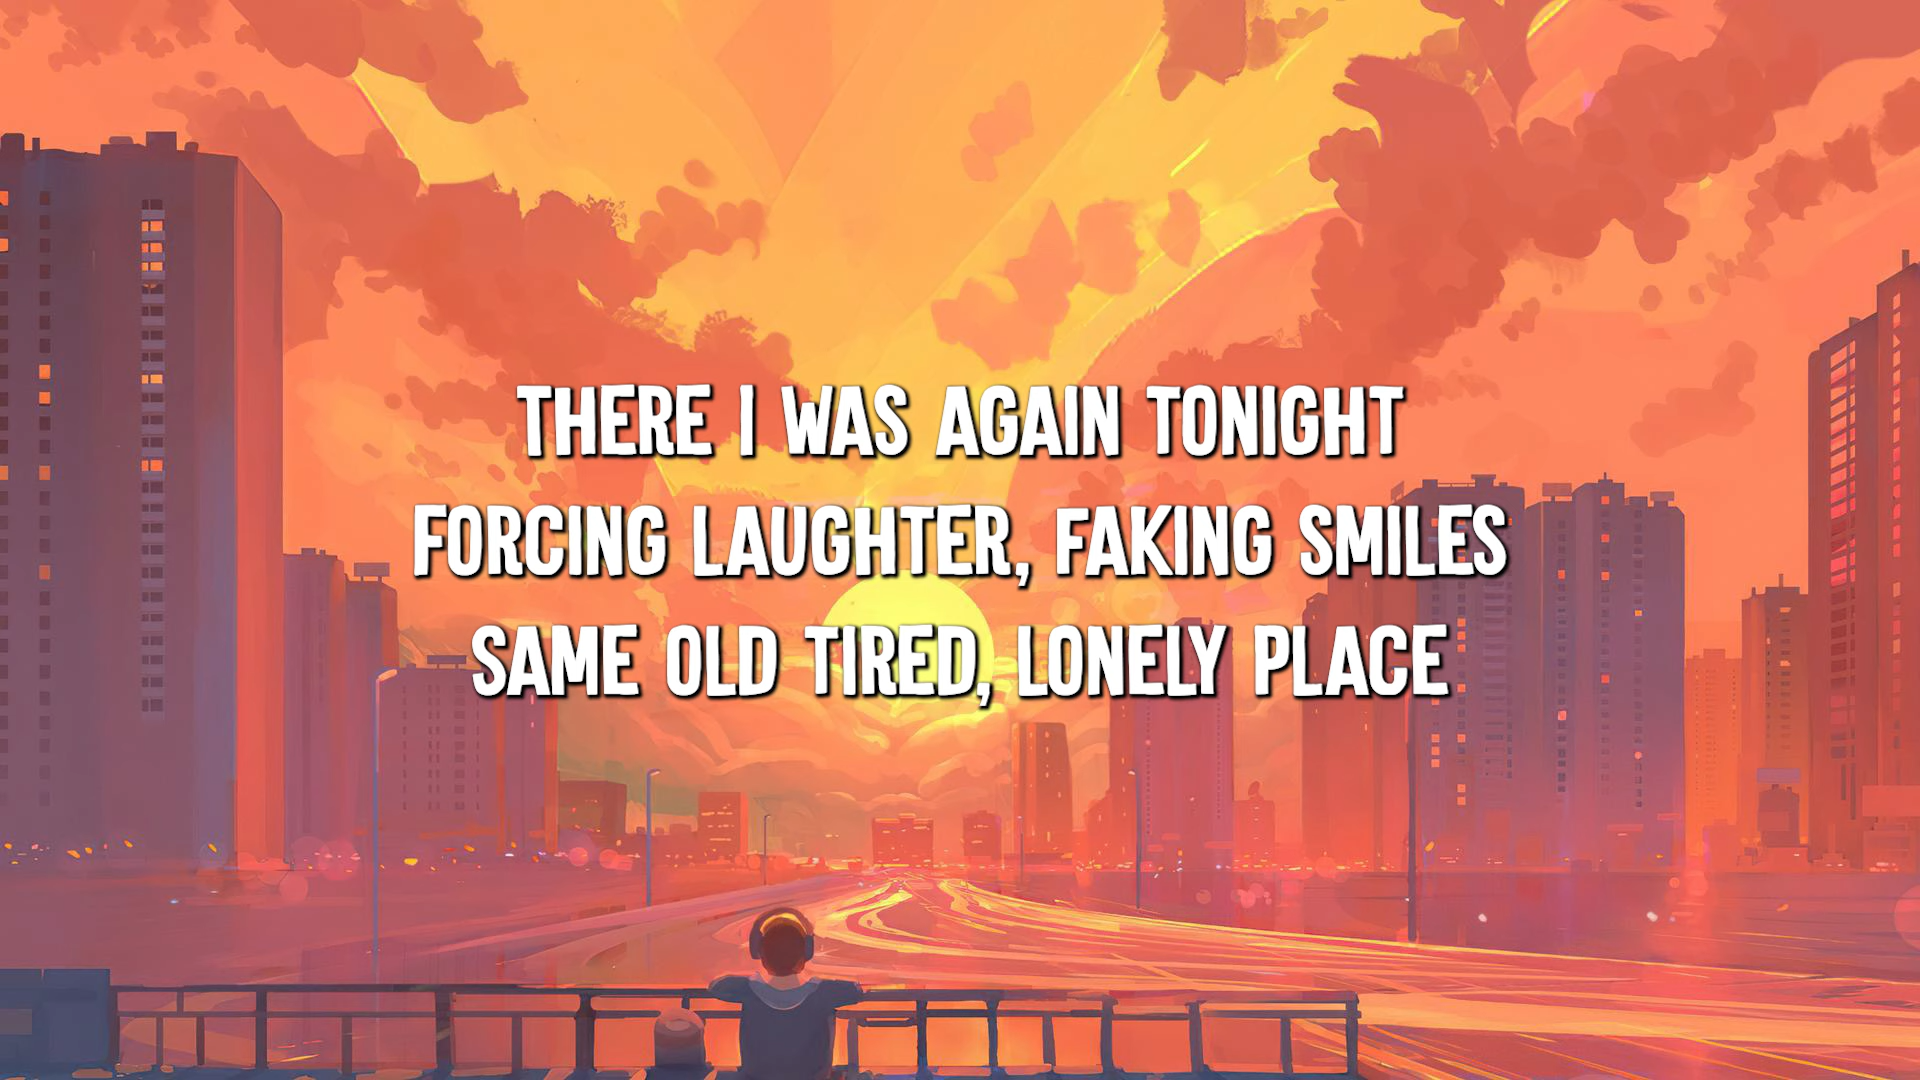 THERE I WAS AGAIN TONIGHT
FORCING LAUGHTER, FAKING SMILES
SAME OLD TIRED, LONELY PLACE